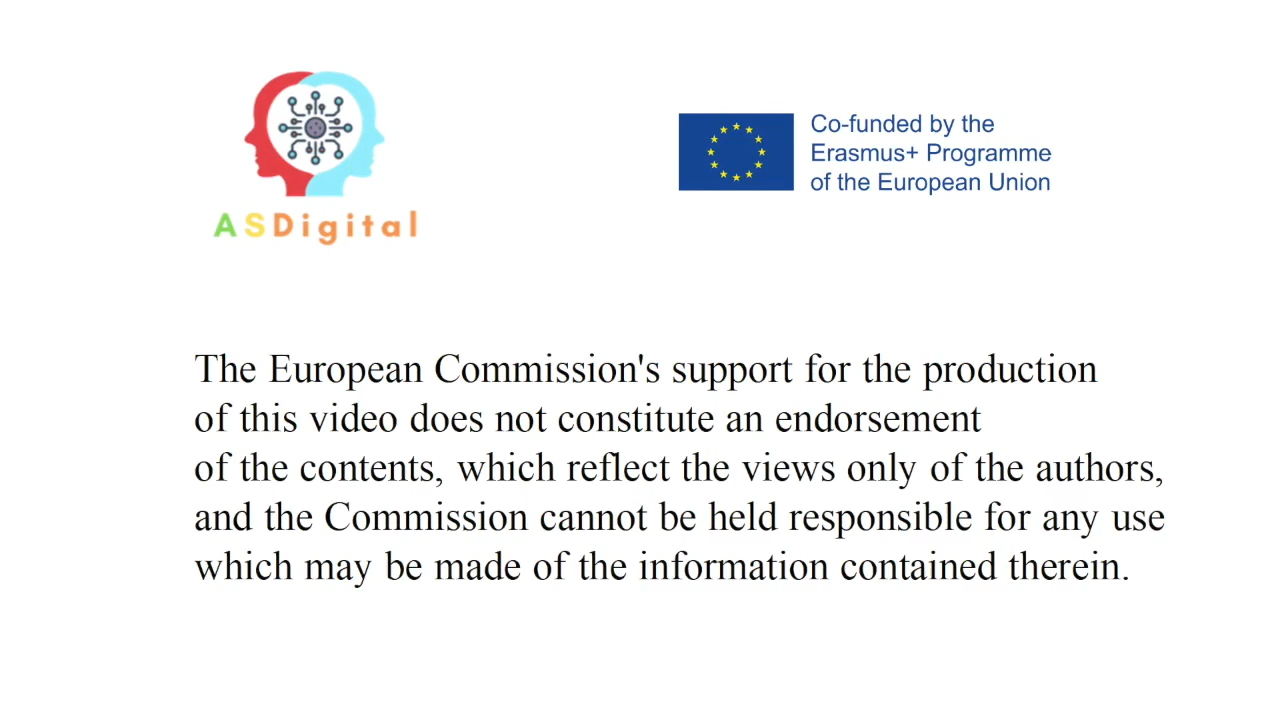 ASDigital
Co-funded by the
Erasmus+ Programme
of the European Union
The European Commission's support for the production
of this video does not constitute an endorsement
of the contents, which reflect the views only of the authors,
and the Commission cannot be held responsible for any use
which may be made of the information contained therein.